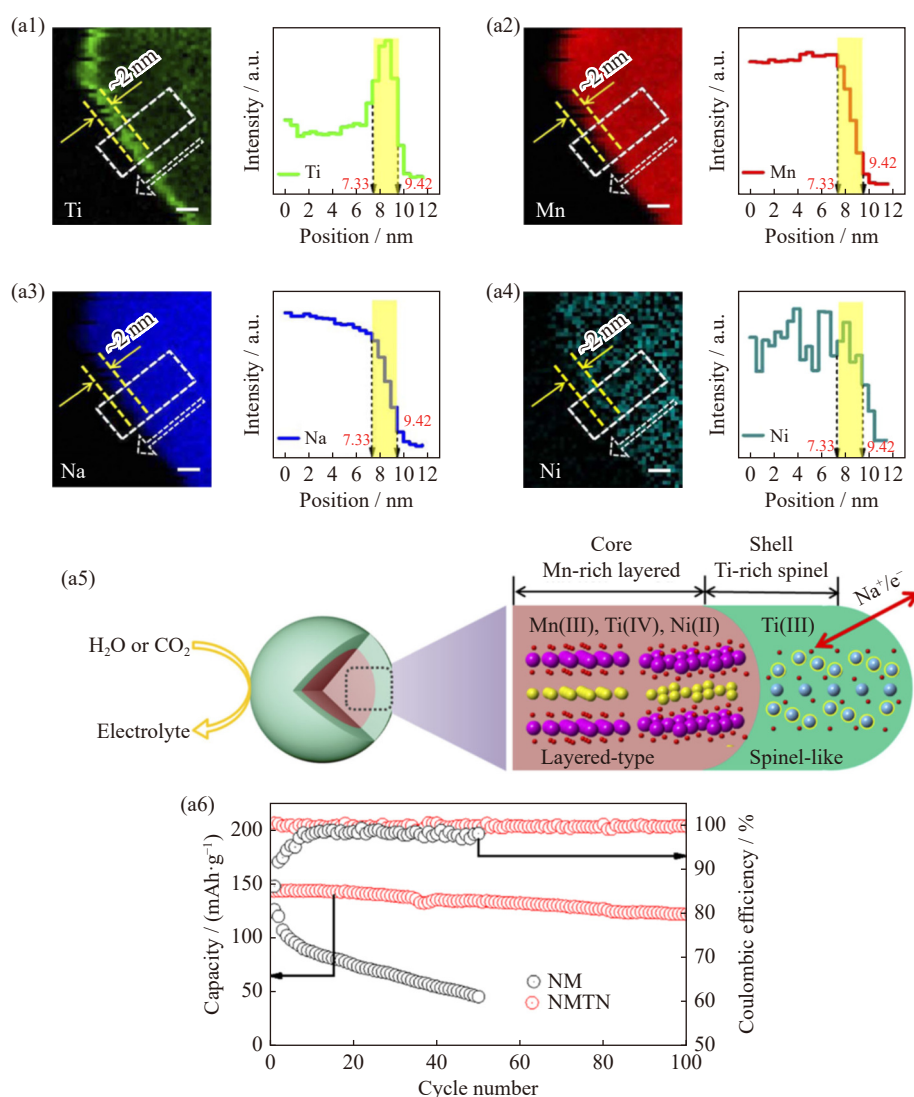 (a1)
~2 nm
Ti
Intensity / a.u.
Ti
7.33
9.42
0 2 4 6 8 10 12
Position / nm
(a2)
~2 nm
Mn
Intensity / a.u.
Mn
7.33
9.42
0 2 4 6 8 10 12
Position / nm
(a3)
~2 nm
Na
Intensity / a.u.
Na
7.33
9.42
0 2 4 6 8 10 12
Position / nm
(a4)
~2 nm
Ni
Intensity / a.u.
Ni
7.33
9.42
0 2 4 6 8 10 12
Position / nm
(a5)
H₂O or CO₂
Electrolyte
Core
Mn-rich layered
Shell
Ti-rich spinel
Na⁺/e⁻
Mn(III), Ti(IV), Ni(II)
Ti(III)
Layered-type
Spinel-like
(a6)
Capacity / (mAh·g⁻¹)
200
150
100
50
0
Coulombic efficiency / %
100
90
80
70
60
50
NM
NMTN
0 20 40 60 80 100
Cycle number